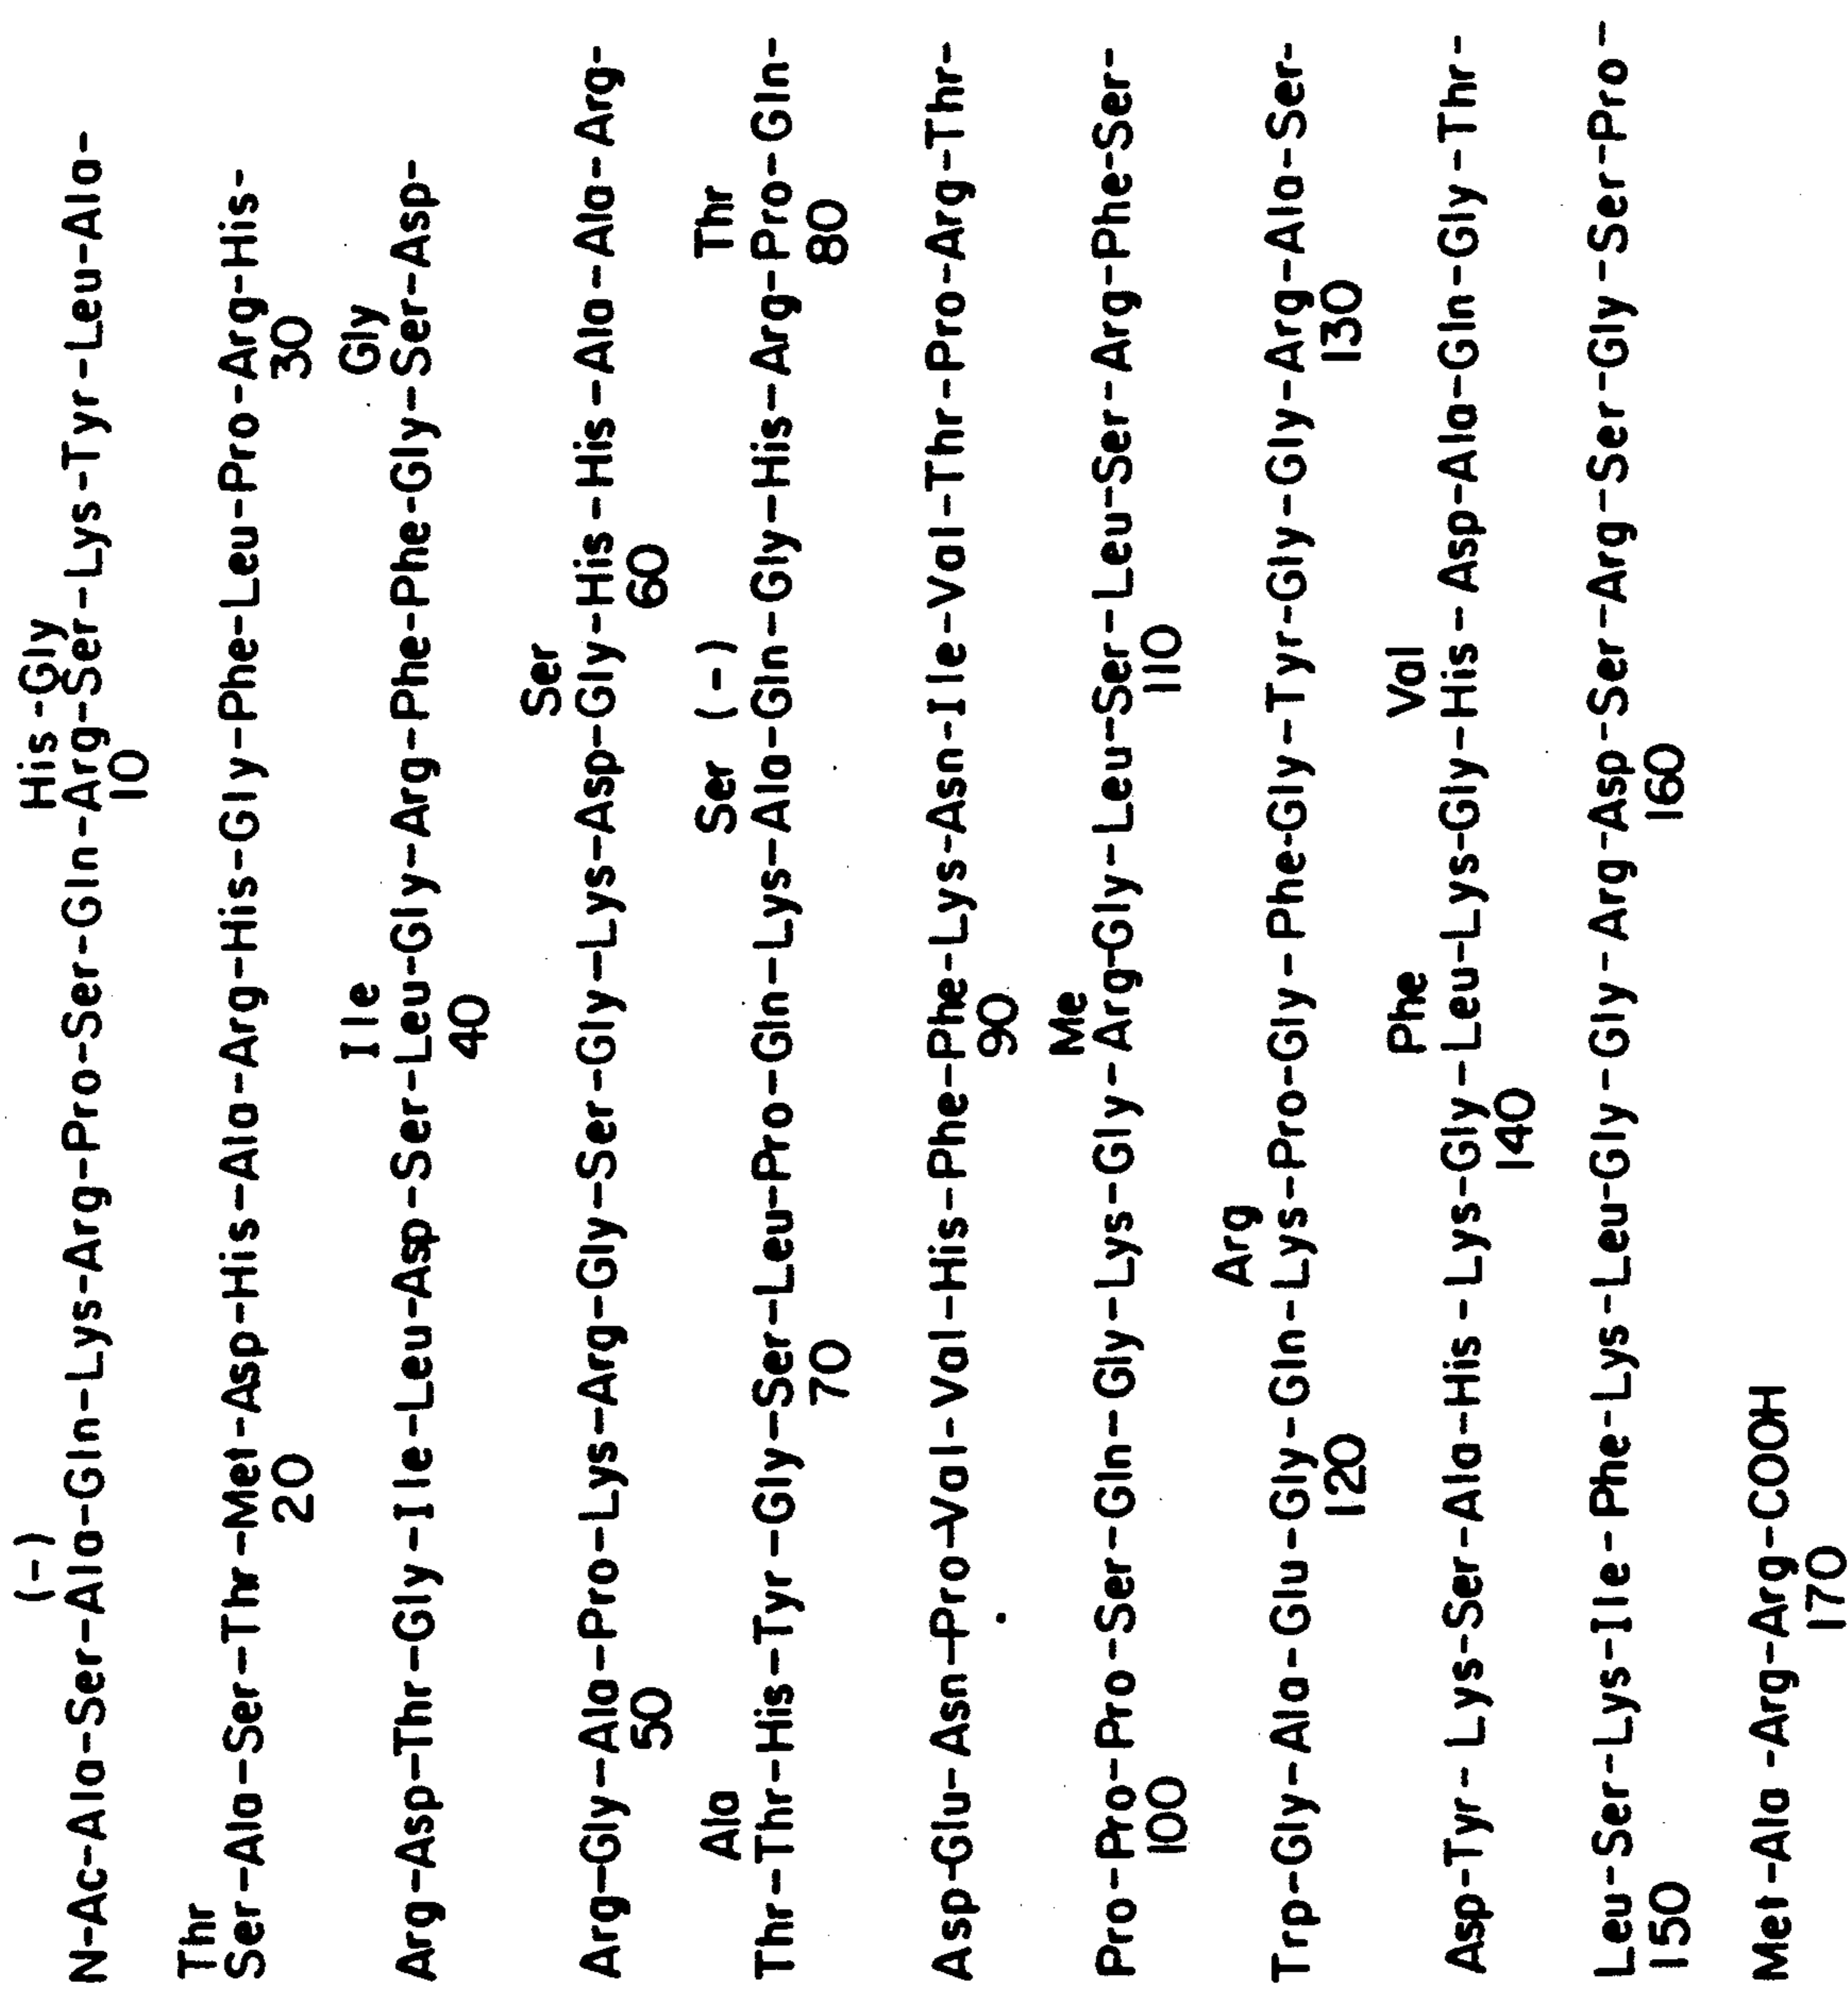 (-) His-Gly
N-Ac-Ala-Ser-Ala-Gln-Lys-Arg-Pro-Ser-Gln-Arg-Ser-Lys-Tyr-Leu-Ala-
10
Thr
Ser-Ala-Ser-Thr-Met-Asp-His-Ala-Arg-His-Gly-Phe-Leu-Pro-Arg-His-
20 30
Ile Gly
Arg-Asp-Thr-Gly-Ile-Leu-Asp-Ser-Leu-Gly-Arg-Phe-Phe-Gly-Ser-Asp-
40
Ser
Arg-Gly-Ala-Pro-Lys-Arg-Gly-Ser-Gly-Lys-Asp-Gly-His-His-Ala-Ala-Arg-
50 60
Ala Ser (-) Thr
Thr-Thr-His-Tyr-Gly-Ser-Leu-Pro-Gln-Lys-Ala-Gln-Gly-His-Arg-Pro-Gln-
70 80
Asp-Glu-Asn-Pro-Val-Val-His-Phe-Phe-Lys-Asn-Ile-Val-Thr-Pro-Arg-Thr-
90
Me
Pro-Pro-Pro-Ser-Gln-Gly-Lys-Gly-Arg-Gly-Leu-Ser-Leu-Ser-Arg-Phe-Ser-
100 110
Arg
Trp-Gly-Ala-Glu-Gly-Gln-Lys-Pro-Gly-Phe-Gly-Tyr-Gly-Gly-Arg-Ala-Ser-
120 130
Phe Val
Asp-Tyr-Lys-Ser-Ala-His-Lys-Gly-Leu-Lys-Gly-His-Asp-Ala-Gln-Gly-Thr-
140
Leu-Ser-Lys-Ile-Phe-Lys-Leu-Gly-Gly-Arg-Asp-Ser-Arg-Ser-Gly-Ser-Pro-
150 160
Met-Ala-Arg-Arg-COOH
170